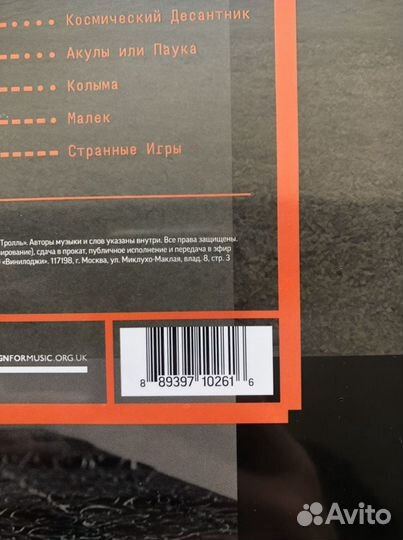 Космический Десантник
Акулы или Паука
Колыма
Малек
Странные Игры
Тролль». Авторы музыки и слов указаны внутри. Все права защищены.
ирование), сдача в прокат, публичное исполнение и передача в эфир
«Винилоджи». 117198, г. Москва, ул. Миклухо-Маклая, влад. 8, стр. 3
GNFORMUSIC.ORG.UK
8 89397 10261 6
Avito